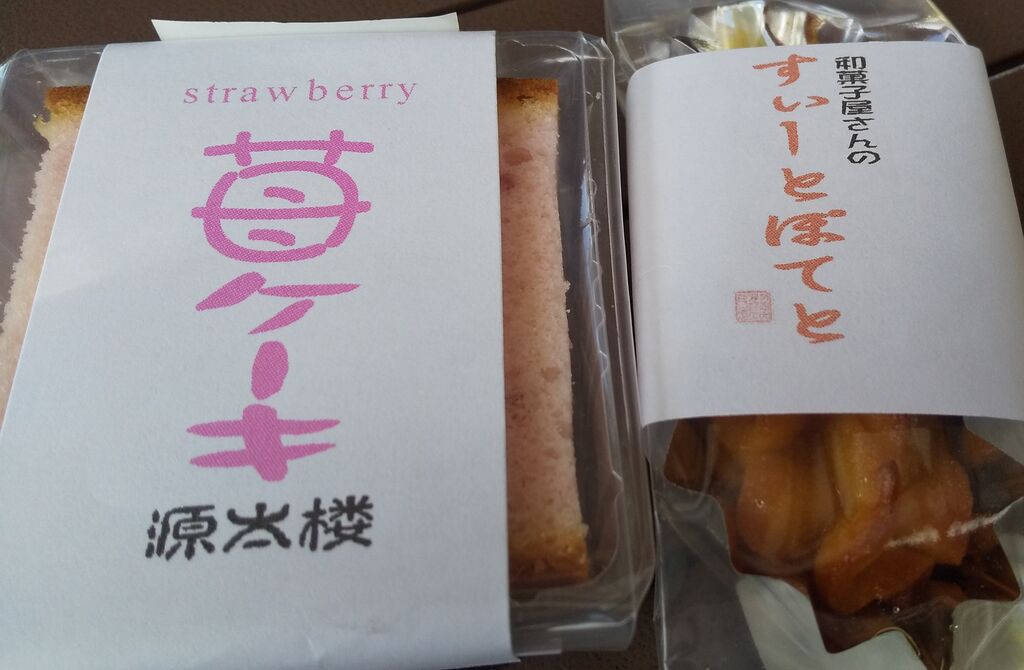 strawberry
苺ケーキ
源太楼
和菓子屋さんの
すいーとぽてと